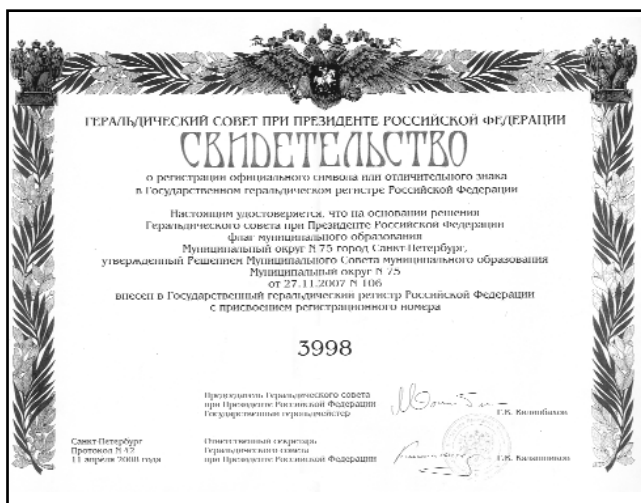 ГЕРАЛЬДИЧЕСКИЙ СОВЕТ ПРИ ПРЕЗИДЕНТЕ РОССИЙСКОЙ ФЕДЕРАЦИИ
СВИДЕТЕЛЬСТВО
о регистрации официального символа или отличительного знака
в Государственном геральдическом регистре Российской Федерации
Настоящим удостоверяется, что на основании решения
Геральдического совета при Президенте Российской Федерации
флаг муниципального образования
Муниципальный округ N 75 город Санкт-Петербург,
утвержденный Решением Муниципального Совета муниципального образования
Муниципальный округ N 75
от 27.11.2007 N 106
внесен в Государственный геральдический регистр Российской Федерации
с присвоением регистрационного номера
3998
Председатель Геральдического совета
при Президенте Российской Федерации
Государственный герольдмейстер
Г.В. Вилинбахов
Санкт-Петербург
Протокол N 42
11 апреля 2008 года
Ответственный секретарь
Геральдического совета
при Президенте Российской Федерации
Г.В. Калашников